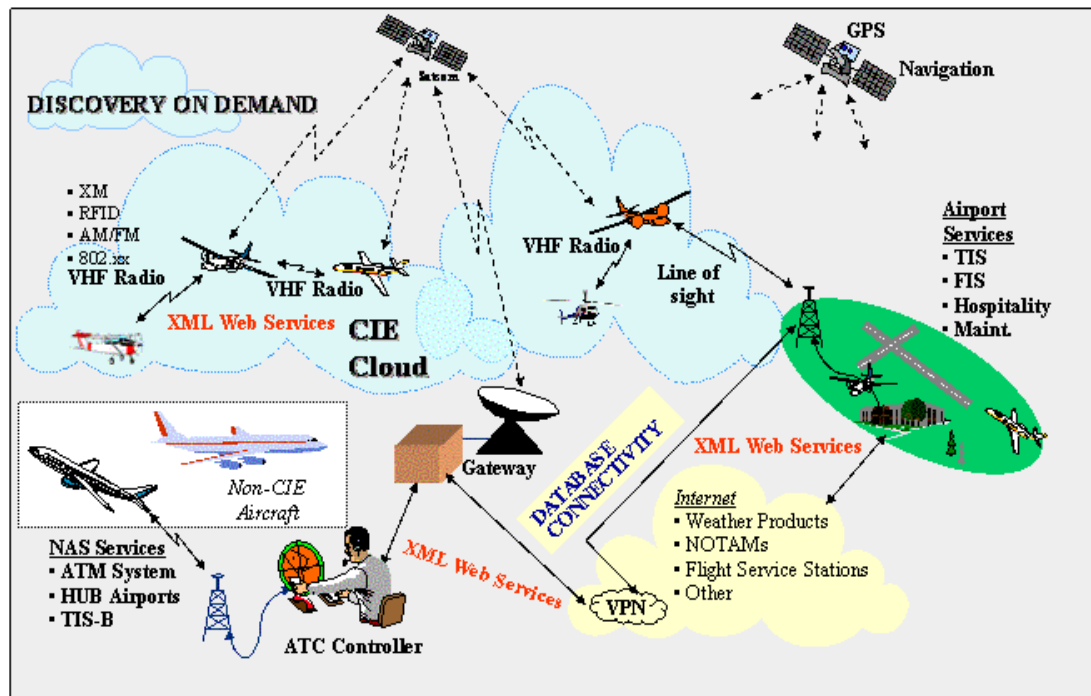 GPS
Navigation
Satcom
DISCOVERY ON DEMAND
▪ XM
▪ RFID
▪ AM/FM
▪ 802.xx
VHF Radio
VHF Radio
XML Web Services
CIE
Cloud
VHF Radio
Line of
sight
Airport
Services
▪ TIS
▪ FIS
▪ Hospitality
▪ Maint.
Non-CIE
Aircraft
Gateway
DATABASE
CONNECTIVITY
XML Web Services
Internet
▪ Weather Products
▪ NOTAMs
▪ Flight Service Stations
▪ Other
NAS Services
▪ ATM System
▪ HUB Airports
▪ TIS-B
ATC Controller
XML Web Services
VPN